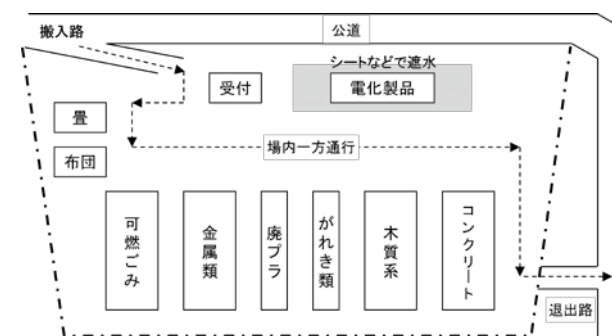 搬入路
公道
シートなどで遮水
受付
電化製品
畳
場内一方通行
布団
可燃ごみ
金属類
廃プラ
がれき類
木質系
コンクリート
退出路